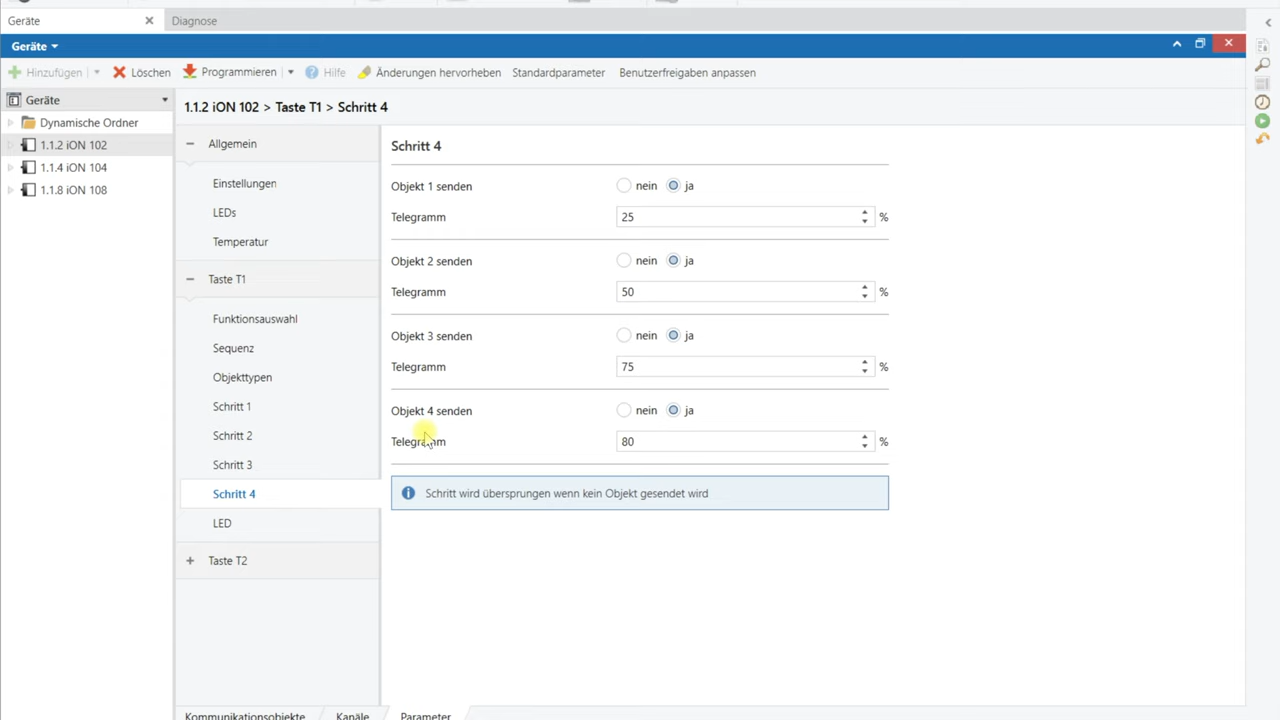 Geräte
Diagnose
Geräte
Hinzufügen Löschen Programmieren Hilfe Änderungen hervorheben Standardparameter Benutzerfreigaben anpassen
Geräte
Dynamische Ordner
1.1.2 iON 102
1.1.4 iON 104
1.1.8 iON 108
1.1.2 iON 102 > Taste T1 > Schritt 4
Allgemein
Einstellungen
LEDs
Temperatur
Taste T1
Funktionsauswahl
Sequenz
Objekttypen
Schritt 1
Schritt 2
Schritt 3
Schritt 4
LED
Taste T2
Schritt 4
Objekt 1 senden nein ja
Telegramm 25 %
Objekt 2 senden nein ja
Telegramm 50 %
Objekt 3 senden nein ja
Telegramm 75 %
Objekt 4 senden nein ja
Telegramm 80 %
Schritt wird übersprungen wenn kein Objekt gesendet wird
Kommunikationsobjekte Kanäle Parameter